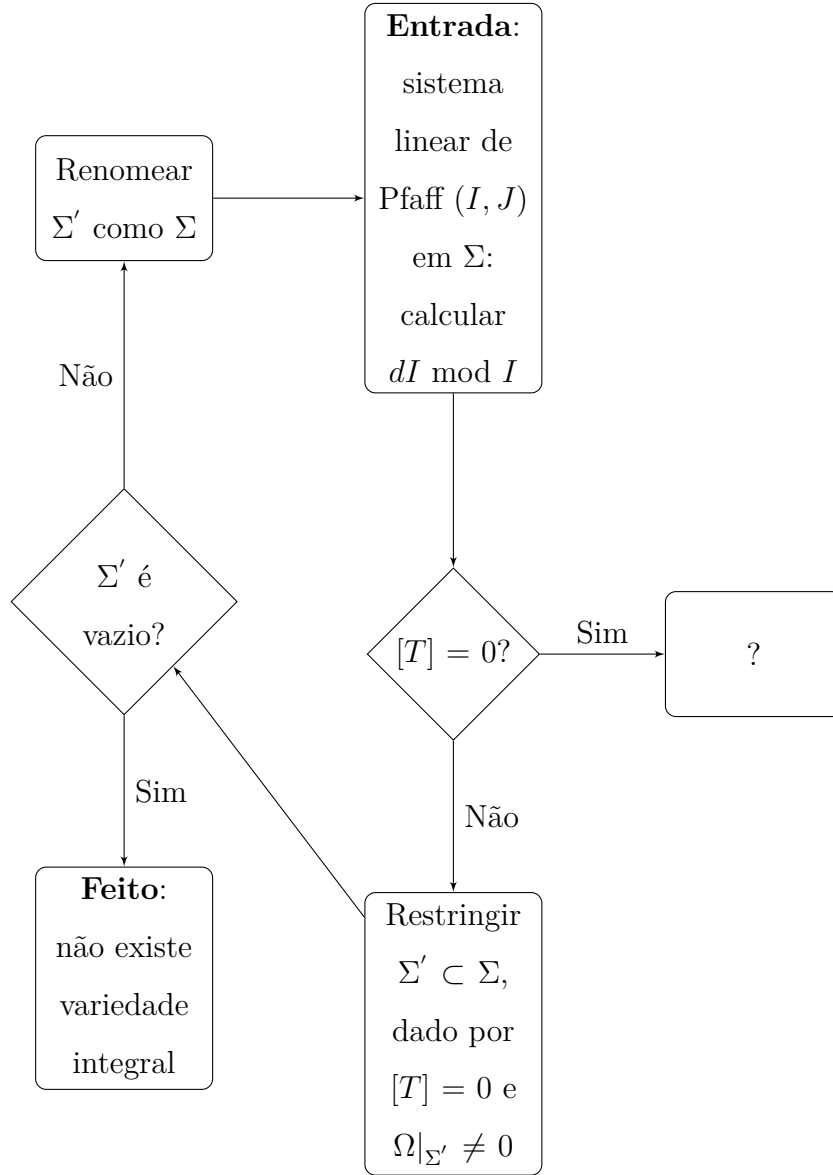 Entrada:
sistema
linear de
Pfaff (I, J)
em Σ:
calcular
dI mod I
Renomear
Σ′ como Σ
Não
Σ′ é
vazio?
[T] = 0?
Sim
?
Sim
Não
Feito:
não existe
variedade
integral
Restringir
Σ′ ⊂ Σ,
dado por
[T] = 0 e
Ω|Σ′ ≠ 0